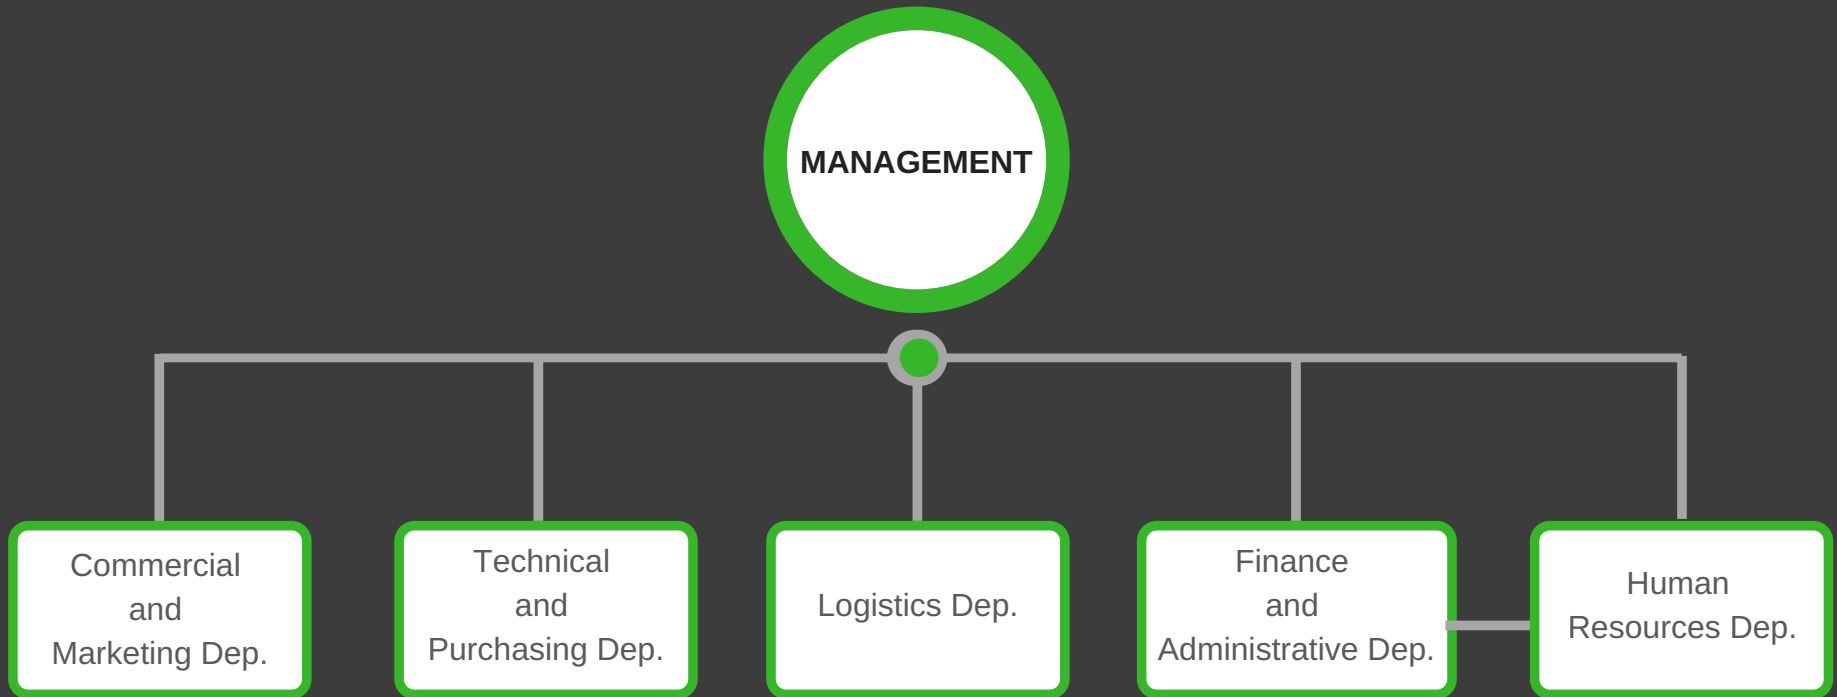 MANAGEMENT
Commercial
and
Marketing Dep.
Technical
and
Purchasing Dep.
Logistics Dep.
Finance
and
Administrative Dep.
Human
Resources Dep.